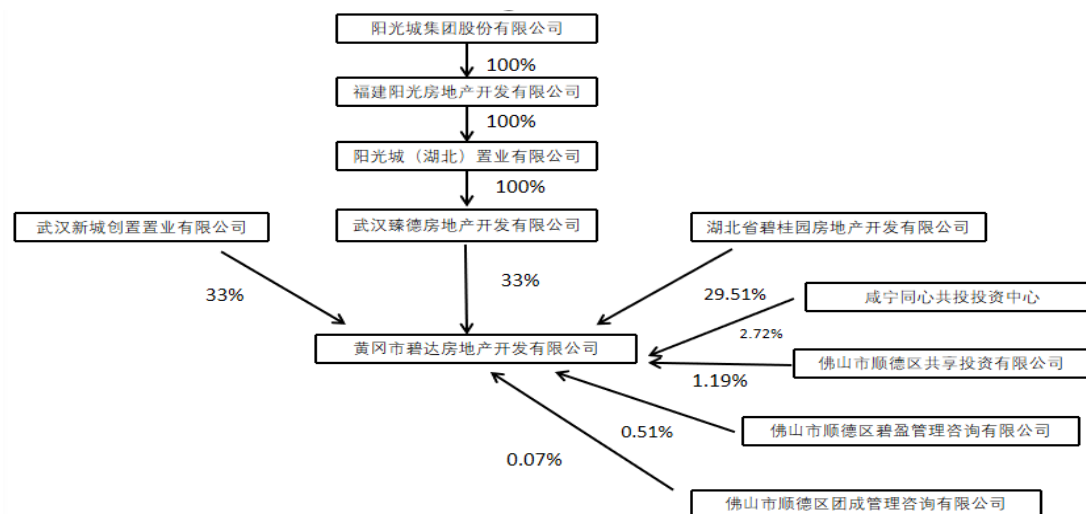 阳光城集团股份有限公司
100%
福建阳光房地产开发有限公司
100%
阳光城（湖北）置业有限公司
100%
武汉新城创置置业有限公司
武汉臻德房地产开发有限公司
湖北省碧桂园房地产开发有限公司
33%
33%
29.51%
咸宁同心共投投资中心
2.72%
黄冈市碧达房地产开发有限公司
佛山市顺德区共享投资有限公司
1.19%
0.51%
佛山市顺德区碧盈管理咨询有限公司
0.07%
佛山市顺德区团成管理咨询有限公司